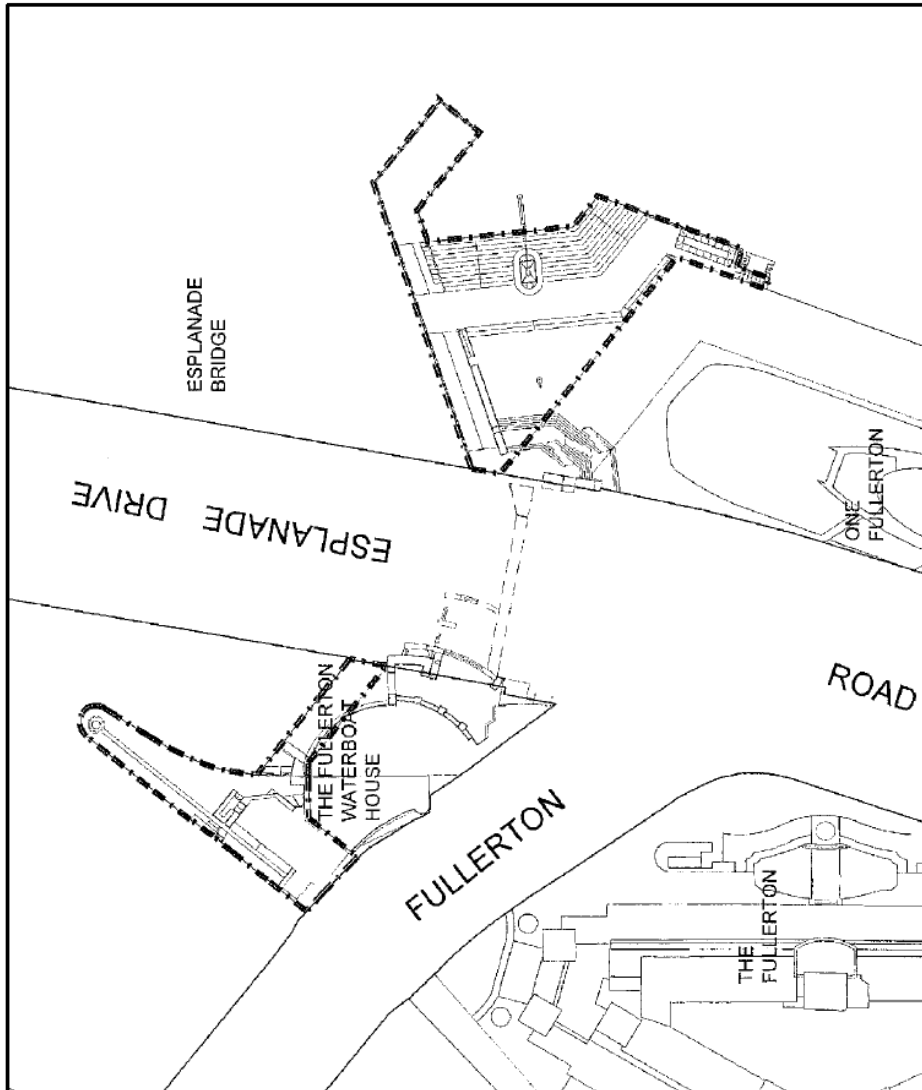 ESPLANADE
BRIDGE
ESPLANADE DRIVE
ONE
FULLERTON
THE FULLERTON
WATERBOAT
HOUSE
FULLERTON
ROAD
THE
FULLERTON